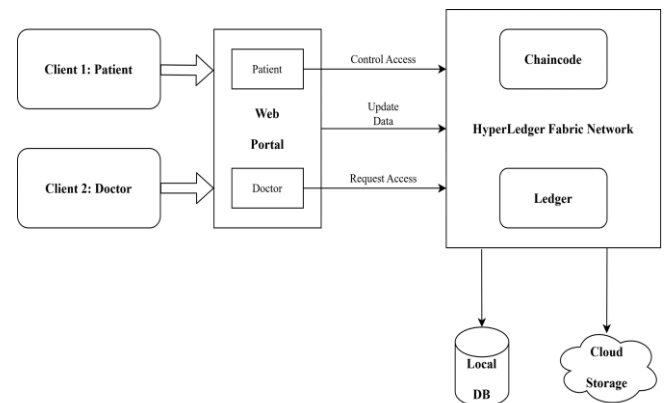 Client 1: Patient
Patient
Control Access
Chaincode
Web
Portal
Update
Data
HyperLedger Fabric Network
Client 2: Doctor
Doctor
Request Access
Ledger
Local
DB
Cloud
Storage